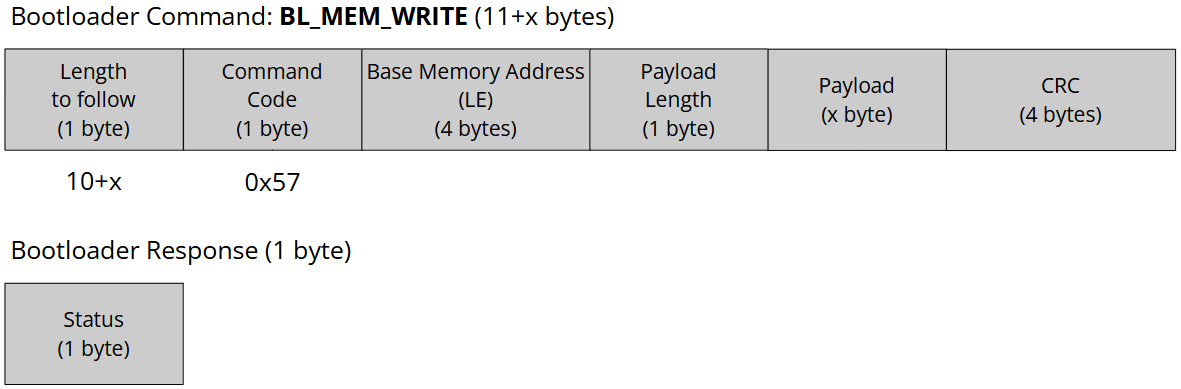 Bootloader Command: BL_MEM_WRITE (11+x bytes)
Length
to follow
(1 byte)
Command
Code
(1 byte)
Base Memory Address
(LE)
(4 bytes)
Payload
Length
(1 byte)
Payload
(x byte)
CRC
(4 bytes)
10+x
0x57
Bootloader Response (1 byte)
Status
(1 byte)